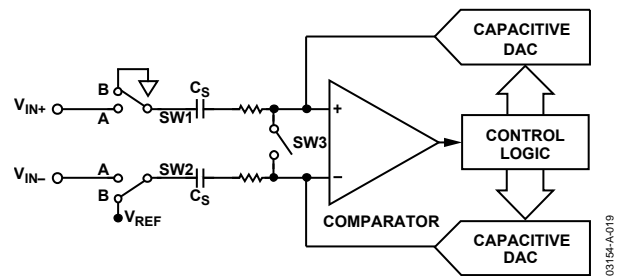 CAPACITIVE
DAC
B
CS
VIN+
A
SW1
+
SW3
CONTROL
LOGIC
VIN–
A
SW2
–
B
CS
VREF
COMPARATOR
CAPACITIVE
DAC
03154-A-019